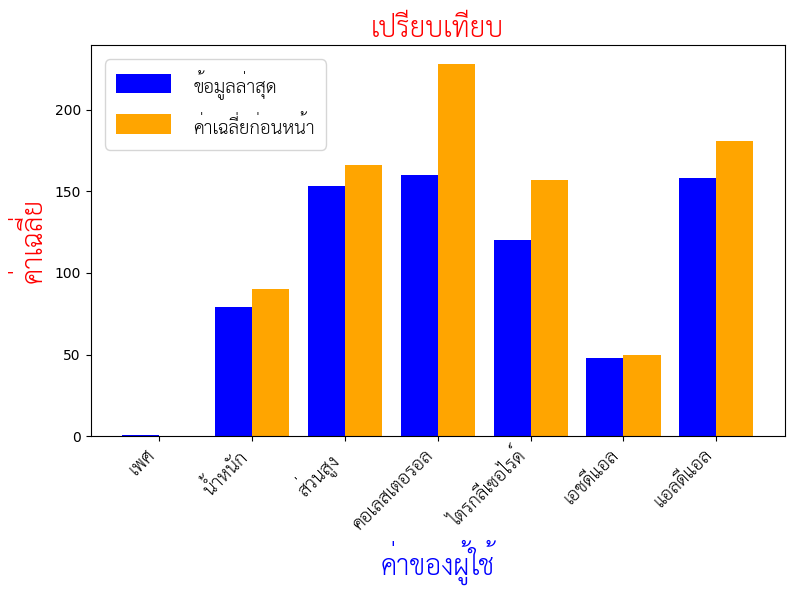 เปรียบเทียบ
ข้อมูลล่าสุด
ค่าเฉลี่ยก่อนหน้า
ค่าเฉลี่ย
200
150
100
50
0
เพศ
น้ำหนัก
ส่วนสูง
คอเลสเตอรอล
ไตรกลีเซอไรด์
เอชดีแอล
แอลดีแอล
ค่าของผู้ใช้